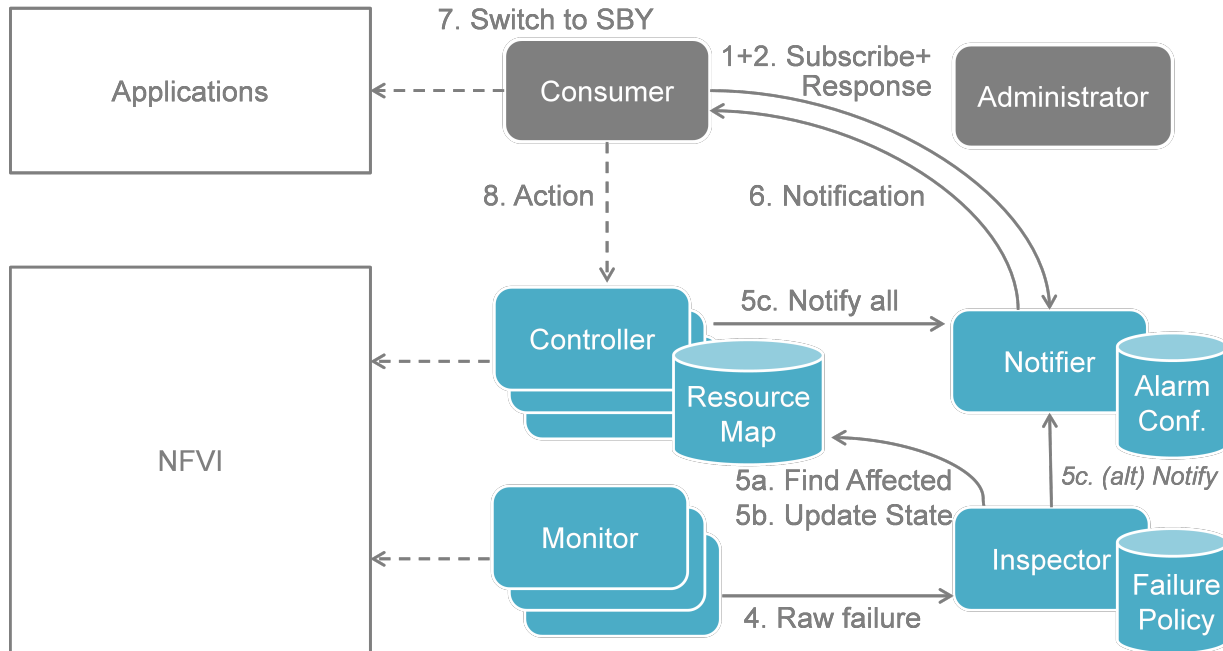 7. Switch to SBY
Applications
Consumer
1+2. Subscribe+
Response
Administrator
8. Action
6. Notification
Controller
5c. Notify all
Notifier
Resource
Map
Alarm
Conf.
NFVI
5a. Find Affected
5b. Update State
5c. (alt) Notify
Monitor
Inspector
4. Raw failure
Failure
Policy